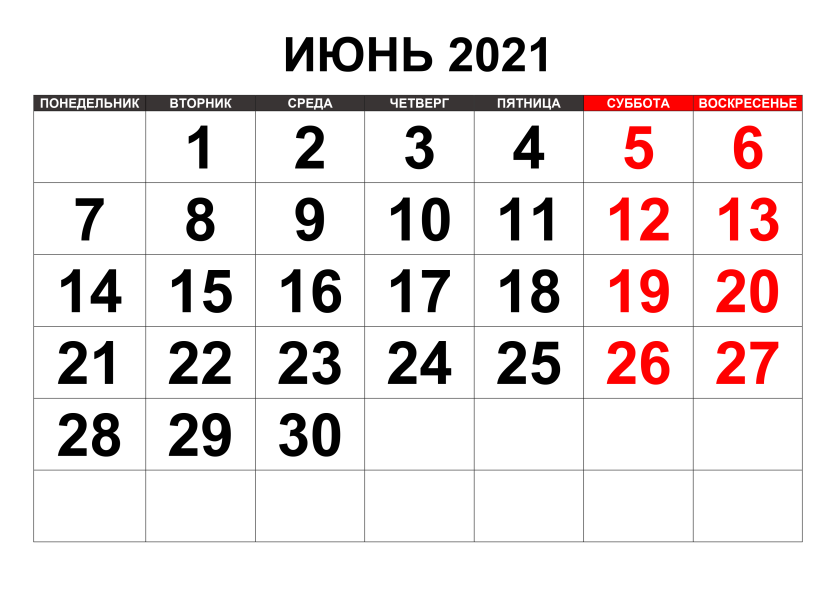 ИЮНЬ 2021
ПОНЕДЕЛЬНИК ВТОРНИК СРЕДА ЧЕТВЕРГ ПЯТНИЦА СУББОТА ВОСКРЕСЕНЬЕ
1 2 3 4 5 6
7 8 9 10 11 12 13
14 15 16 17 18 19 20
21 22 23 24 25 26 27
28 29 30